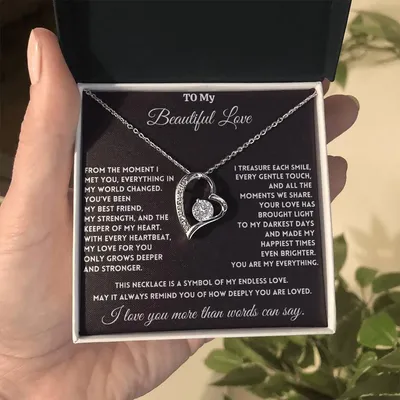 TO My
Beautiful Love
FROM THE MOMENT I
MET YOU, EVERYTHING IN
MY WORLD CHANGED.
YOU'VE BEEN
MY BEST FRIEND,
MY STRENGTH, AND THE
KEEPER OF MY HEART.
WITH EVERY HEARTBEAT,
MY LOVE FOR YOU
ONLY GROWS DEEPER
AND STRONGER.
I TREASURE EACH SMILE,
EVERY GENTLE TOUCH,
AND ALL THE
MOMENTS WE SHARE.
YOUR LOVE HAS
BROUGHT LIGHT
TO MY DARKEST DAYS
AND MADE MY
HAPPIEST TIMES
EVEN BRIGHTER.
YOU ARE MY EVERYTHING.
THIS NECKLACE IS A SYMBOL OF MY ENDLESS LOVE.
MAY IT ALWAYS REMIND YOU OF HOW DEEPLY YOU ARE LOVED.
I love you more than words can say.